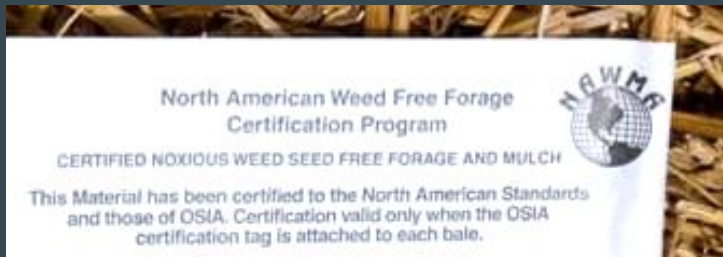 North American Weed Free Forage
Certification Program
NAWMA
CERTIFIED NOXIOUS WEED SEED FREE FORAGE AND MULCH
This Material has been certified to the North American Standards
and those of OSIA. Certification valid only when the OSIA
certification tag is attached to each bale.